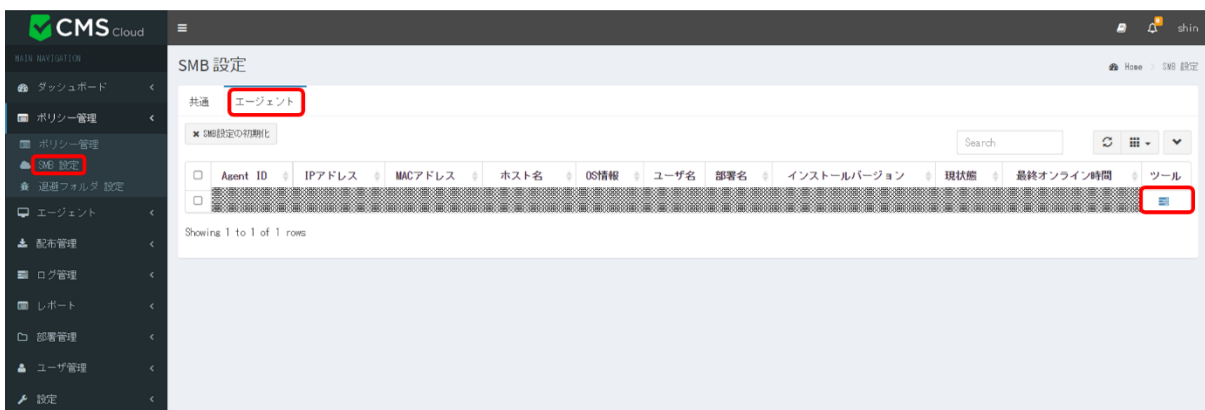 CMS Cloud
shin
MAIN NAVIGATION
ダッシュボード
ポリシー管理
ポリシー管理
SMB 設定
退避フォルダ 設定
エージェント
配布管理
ログ管理
レポート
部署管理
ユーザ管理
設定
SMB 設定
Home > SMB 設定
共通 エージェント
SMB設定の初期化
Search
Agent ID IPアドレス MACアドレス ホスト名 OS情報 ユーザ名 部署名 インストールバージョン 現状態 最終オンライン時間 ツール
Showing 1 to 1 of 1 rows